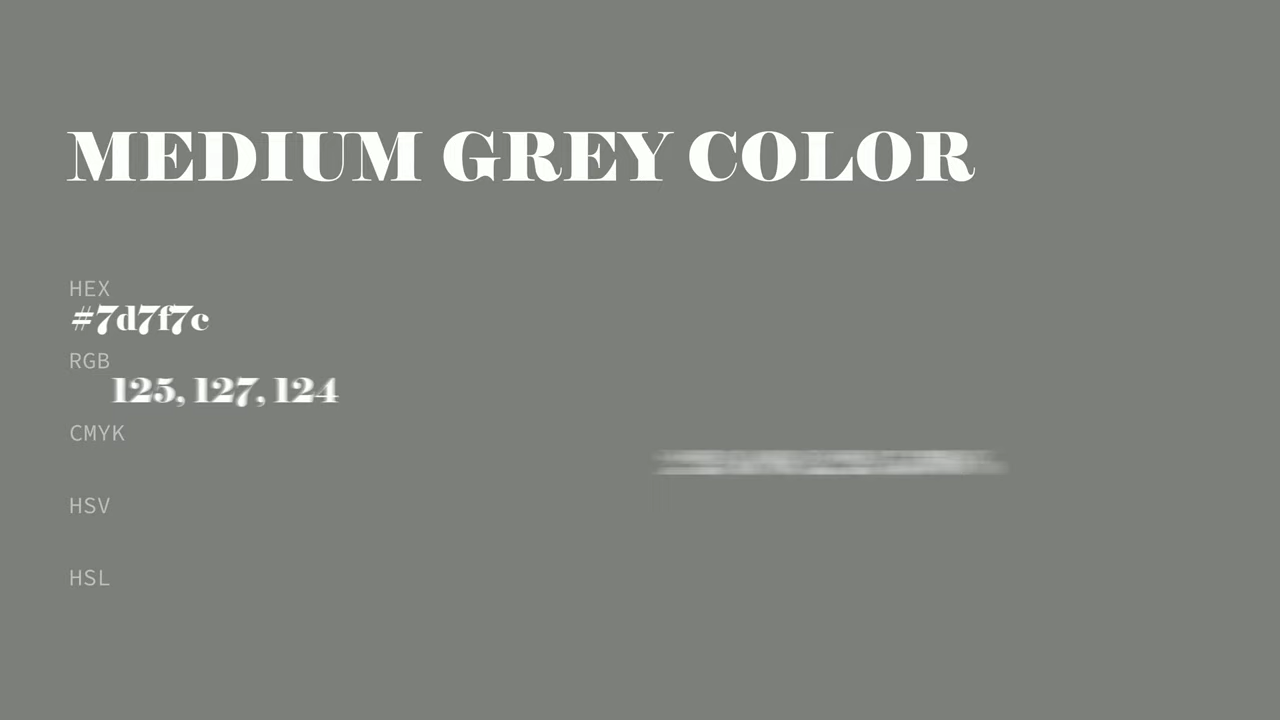 MEDIUM GREY COLOR
HEX
#7d7f7c
RGB
125, 127, 124
CMYK
HSV
HSL